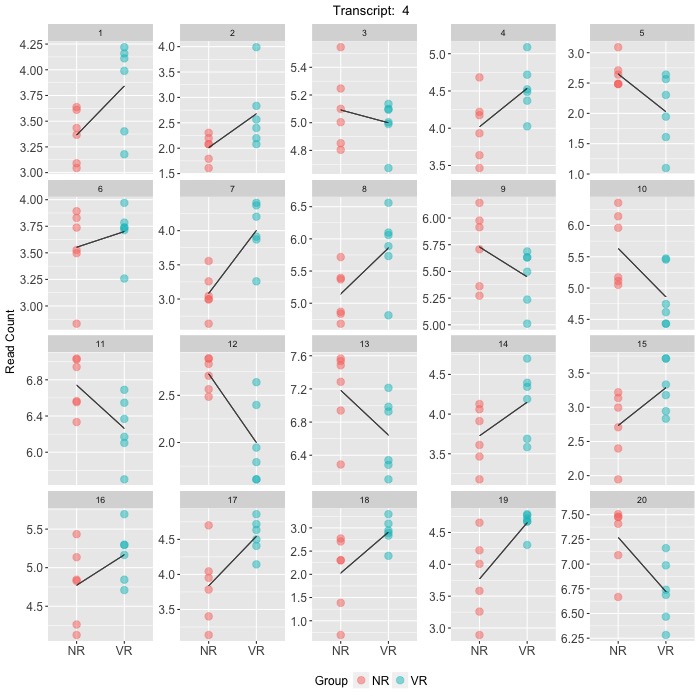 Transcript:  4
Read Count
1 2 3 4 5
4.25 4.00 3.75 3.50 3.25 3.00
4.0 3.5 3.0 2.5 2.0 1.5
5.4 5.1 4.8
5.0 4.5 4.0 3.5
3.0 2.5 2.0 1.5 1.0
6 7 8 9 10
4.00 3.75 3.50 3.25 3.00
4.0 3.5 3.0
6.5 6.0 5.5 5.0
6.00 5.75 5.50 5.25 5.00
6.0 5.5 5.0 4.5
11 12 13 14 15
6.8 6.4 6.0
2.5 2.0
7.6 7.2 6.8 6.4
4.5 4.0 3.5
3.5 3.0 2.5 2.0
16 17 18 19 20
5.5 5.0 4.5
4.5 4.0 3.5
3.0 2.5 2.0 1.5 1.0
4.5 4.0 3.5 3.0
7.50 7.25 7.00 6.75 6.50 6.25
NR VR NR VR NR VR NR VR NR VR
Group NR VR